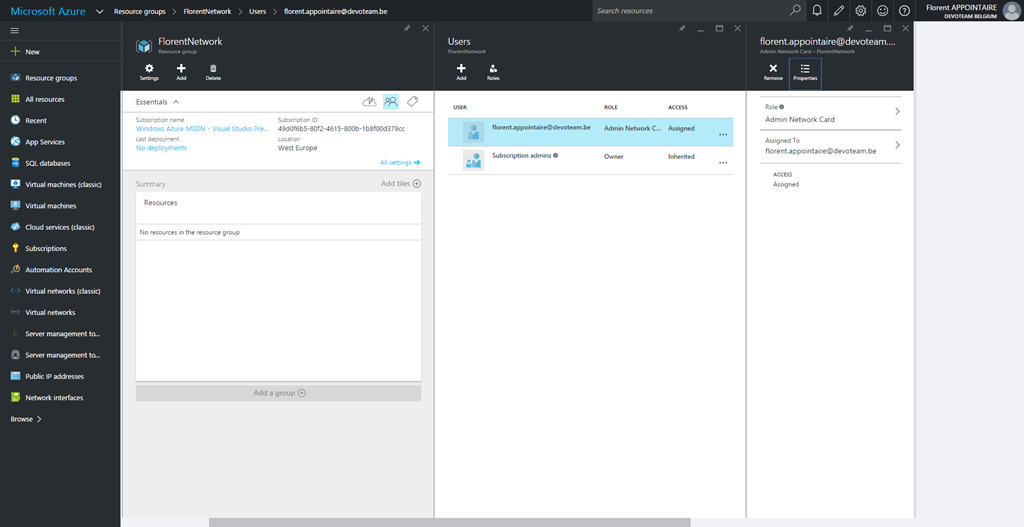 Microsoft Azure
Resource groups
FlorentNetwork
Users
florent.appointaire@devoteam.be
Search resources
Florent APPOINTAIRE
DEVOTEAM BELGIUM
New
Resource groups
All resources
Recent
App Services
SQL databases
Virtual machines (classic)
Virtual machines
Cloud services (classic)
Subscriptions
Automation Accounts
Virtual networks (classic)
Virtual networks
Server management to...
Server management to...
Public IP addresses
Network interfaces
Browse
FlorentNetwork
Resource group
Settings
Add
Delete
Essentials
Subscription name
Windows Azure MSDN - Visual Studio Pre...
Last deployment
No deployments
Subscription ID
49d0f6b5-80f2-4615-800b-1b8f00d379cc
Location
West Europe
All settings
Summary
Add tiles
Resources
No resources in the resource group
Add a group
Users
FlorentNetwork
Add
Roles
USER ROLE ACCESS
florent.appointaire@devoteam.be Admin Network C... Assigned ...
Subscription admins Owner Inherited ...
florent.appointaire@devoteam....
Admin Network Card – FlorentNetwork
Remove
Properties
Role
Admin Network Card
Assigned To
florent.appointaire@devoteam.be
ACCESS
Assigned